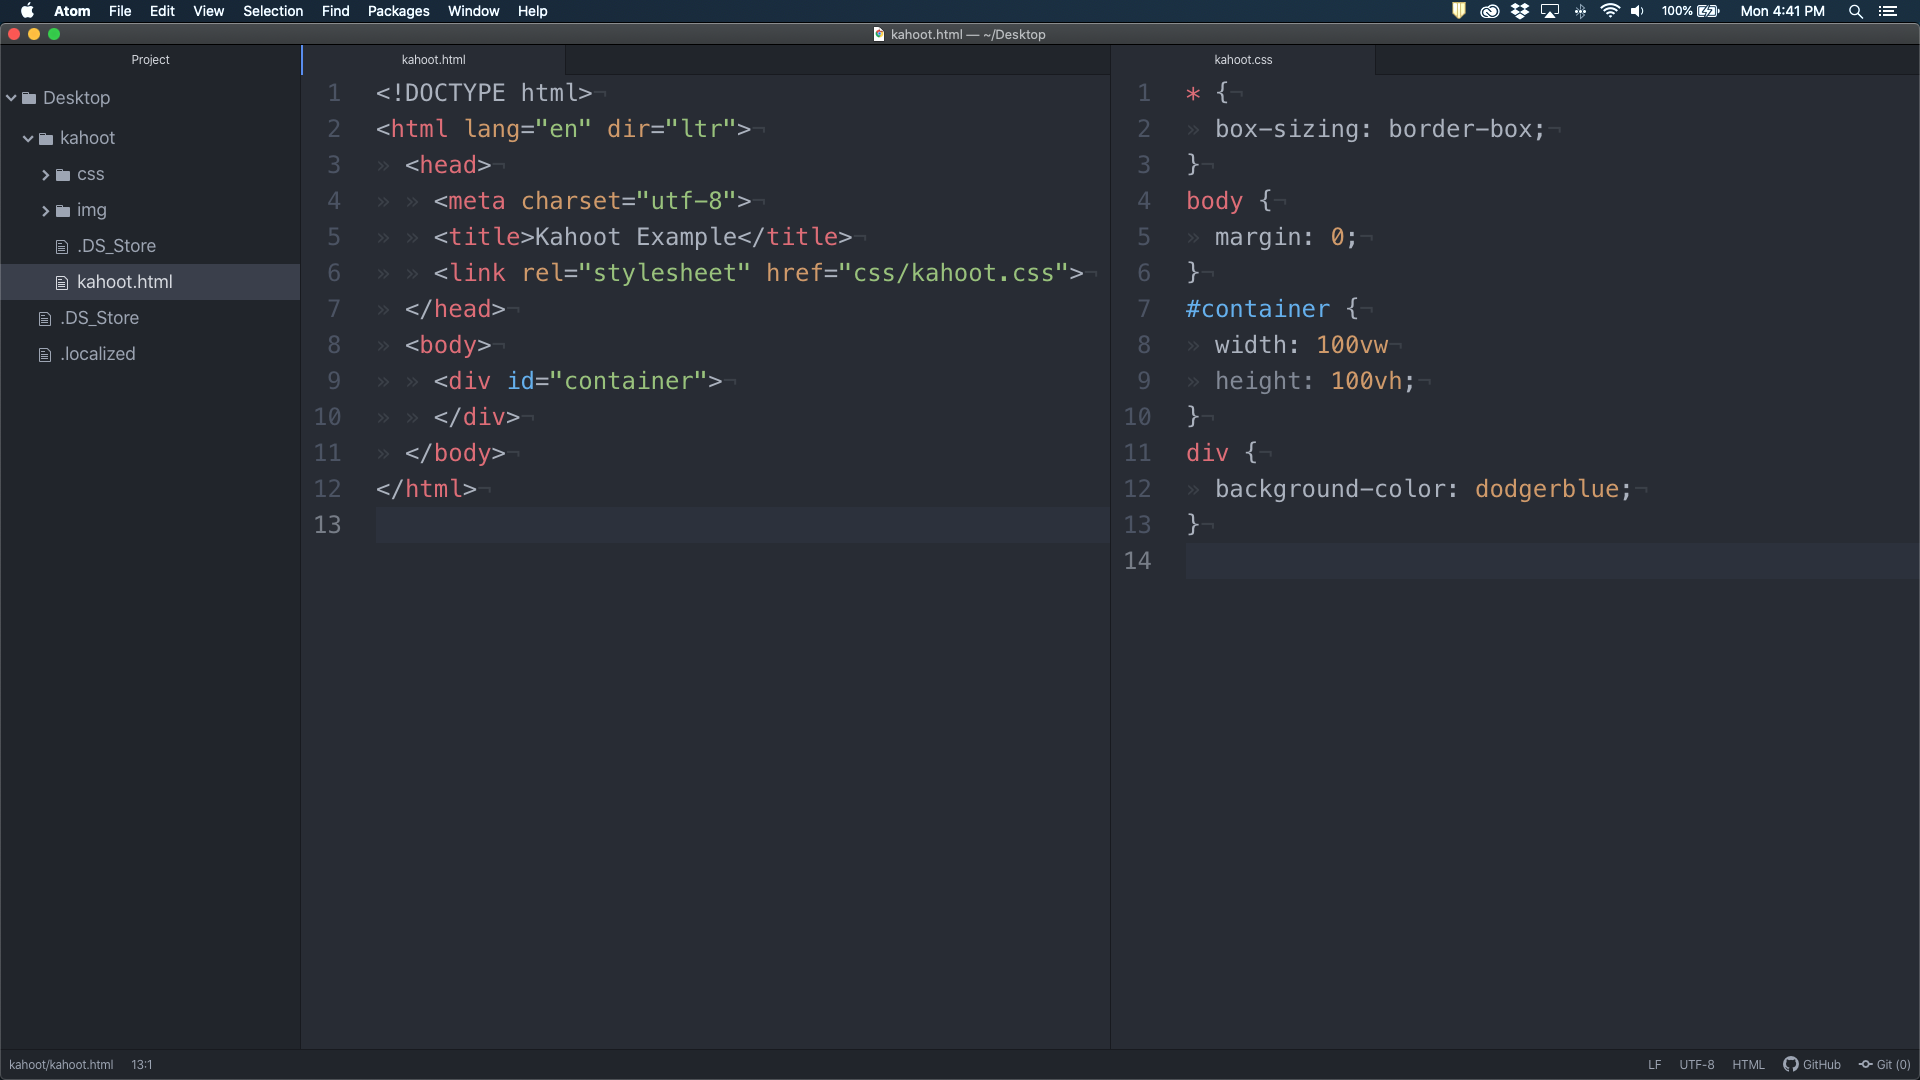 Atom File Edit View Selection Find Packages Window Help 100% Mon 4:41 PM
kahoot.html — ~/Desktop
Project
Desktop
kahoot
css
img
.DS_Store
kahoot.html
.DS_Store
.localized
kahoot.html
1 <!DOCTYPE html>¬
2 <html lang="en" dir="ltr">¬
3 » <head>¬
4 » » <meta charset="utf-8">¬
5 » » <title>Kahoot Example</title>¬
6 » » <link rel="stylesheet" href="css/kahoot.css">¬
7 » </head>¬
8 » <body>¬
9 » » <div id="container">¬
10 » » </div>¬
11 » </body>¬
12 </html>¬
13
kahoot.css
1 * {¬
2 » box-sizing: border-box;¬
3 }¬
4 body {¬
5 » margin: 0;¬
6 }¬
7 #container {¬
8 » width: 100vw¬
9 » height: 100vh;¬
10 }¬
11 div {¬
12 » background-color: dodgerblue;¬
13 }¬
14
kahoot/kahoot.html 13:1 LF UTF-8 HTML GitHub Git (0)